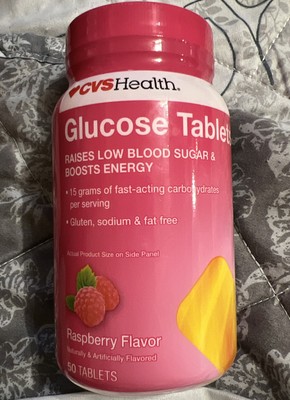 CVSHealth®
Glucose Tablet
RAISES LOW BLOOD SUGAR &
BOOSTS ENERGY
• 15 grams of fast-acting carbohydrates
per serving
• Gluten, sodium & fat free
Actual Product Size on Side Panel
Raspberry Flavor
Naturally & Artificially Flavored
50 TABLETS